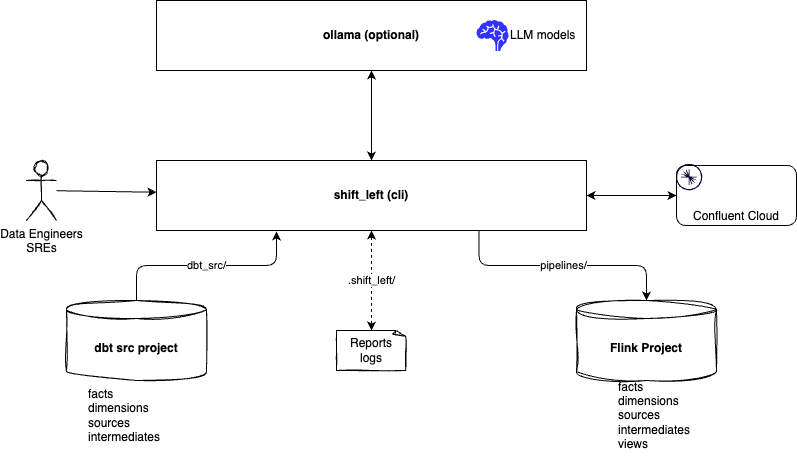 ollama (optional)
LLM models
shift_left (cli)
Data Engineers
SREs
Confluent Cloud
dbt_src/
.shift_left/
pipelines/
dbt src project
Reports
logs
Flink Project
facts
dimensions
sources
intermediates
facts
dimensions
sources
intermediates
views